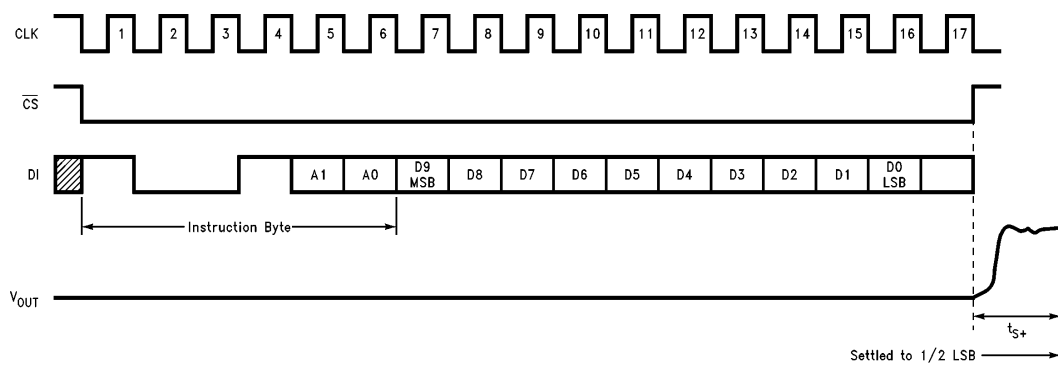 CLK 1 2 3 4 5 6 7 8 9 10 11 12 13 14 15 16 17
CS
DI A1 A0 D9 D8 D7 D6 D5 D4 D3 D2 D1 D0
MSB LSB
Instruction Byte
VOUT
tS+
Settled to 1/2 LSB